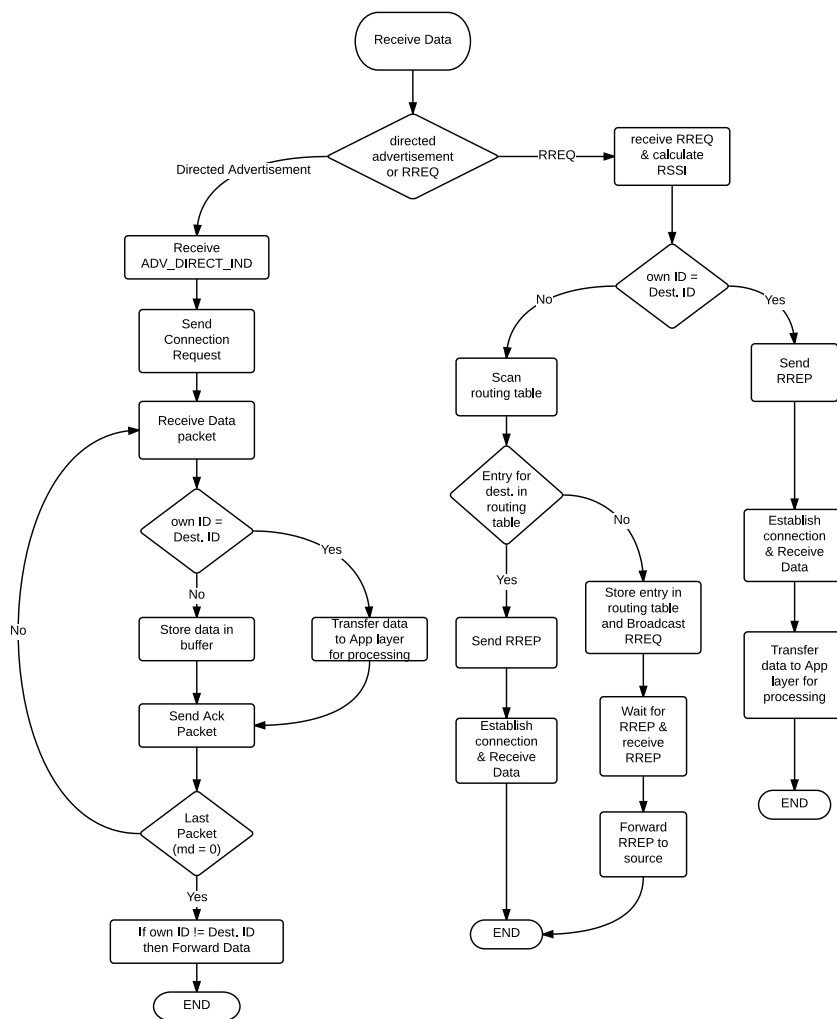 Receive Data
directed
advertisement
or RREQ
Directed Advertisement
RREQ
receive RREQ
& calculate
RSSI
Receive
ADV_DIRECT_IND
own ID =
Dest. ID
No
Yes
Send
Connection
Request
Scan
routing table
Send
RREP
Receive Data
packet
Entry for
dest. in
routing
table
No
Yes
own ID =
Dest. ID
Yes
No
Establish
connection
& Receive
Data
Store entry in
routing table
and Broadcast
RREQ
Store data in
buffer
Transfer data
to App layer
for processing
No
Send RREP
Transfer
data to App
layer for
processing
Send Ack
Packet
Establish
connection
& Receive
Data
Wait for
RREP &
receive
RREP
END
Last
Packet
(md = 0)
Forward
RREP to
source
Yes
If own ID != Dest. ID
then Forward Data
END
END